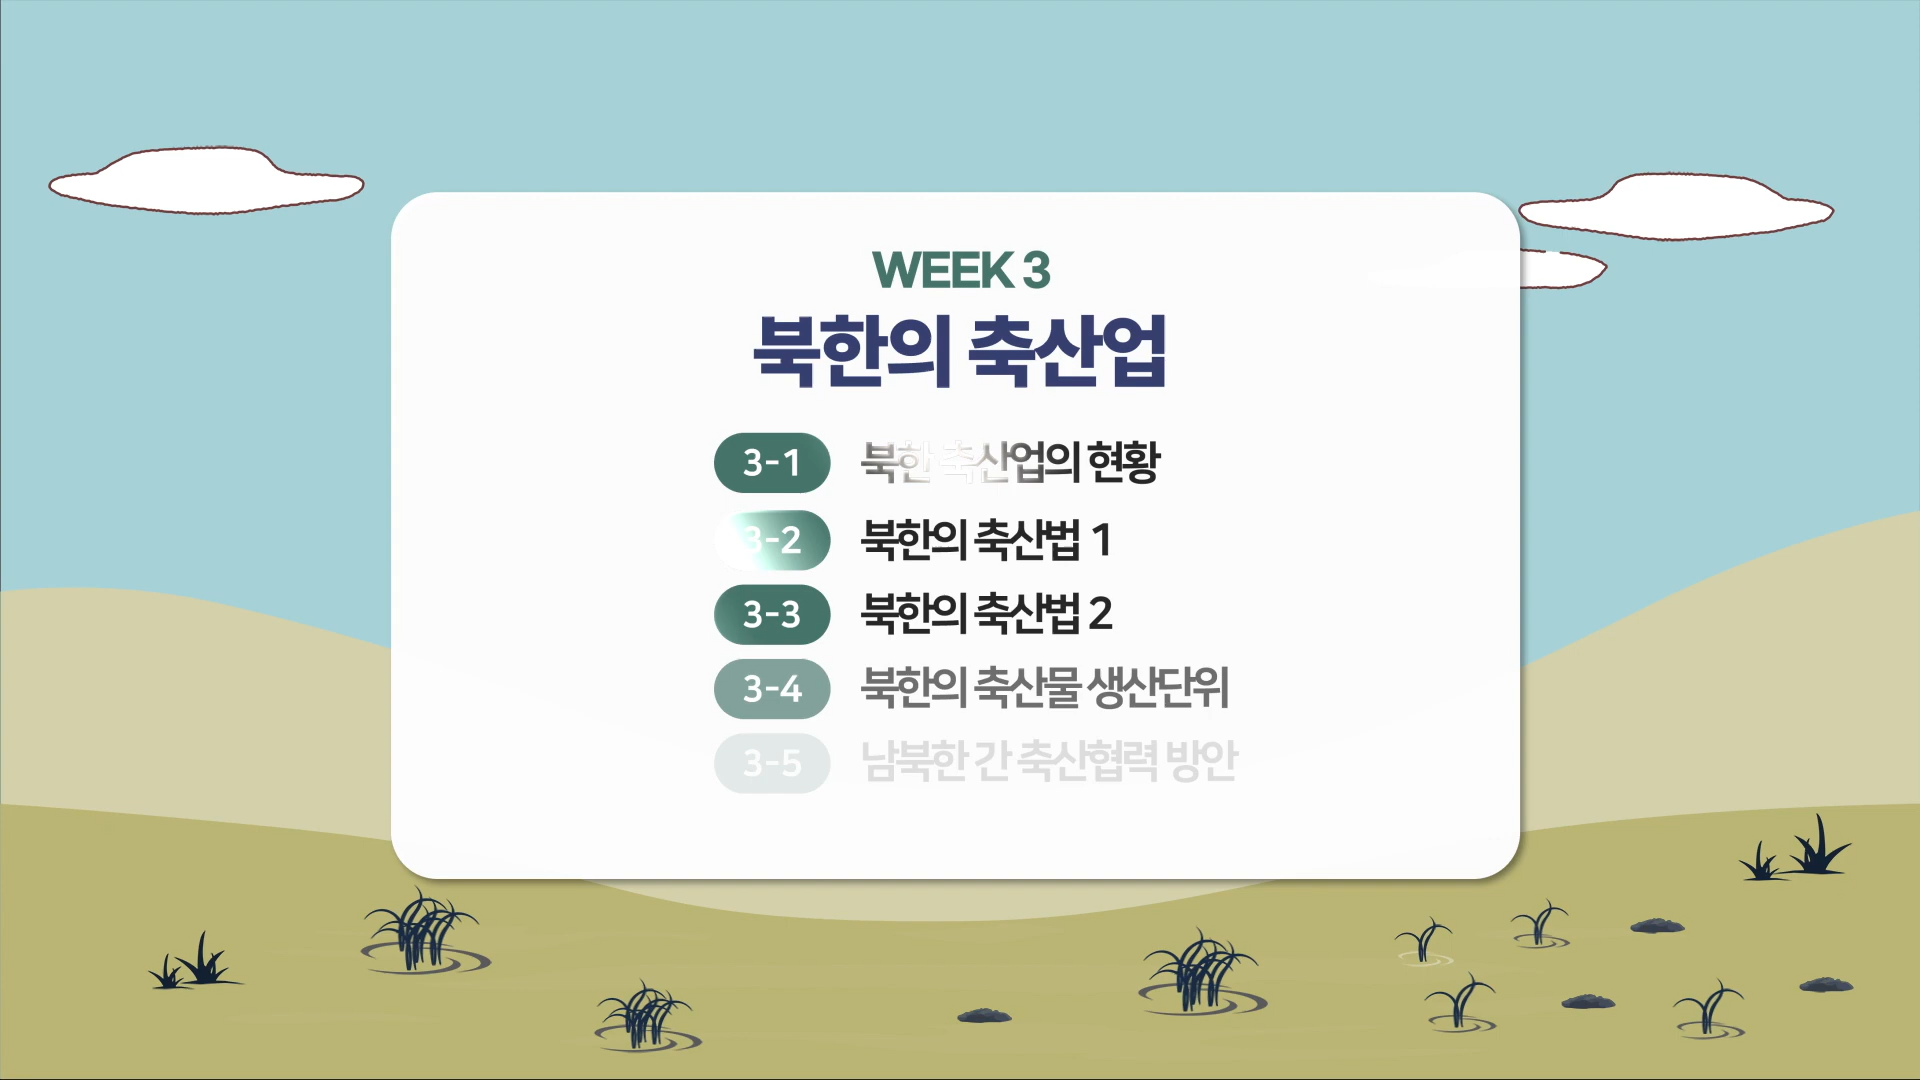 WEEK 3
북한의 축산업
3-1 북한 축산업의 현황
3-2 북한의 축산법 1
3-3 북한의 축산법 2
3-4 북한의 축산물 생산단위
3-5 남북한 간 축산협력 방안